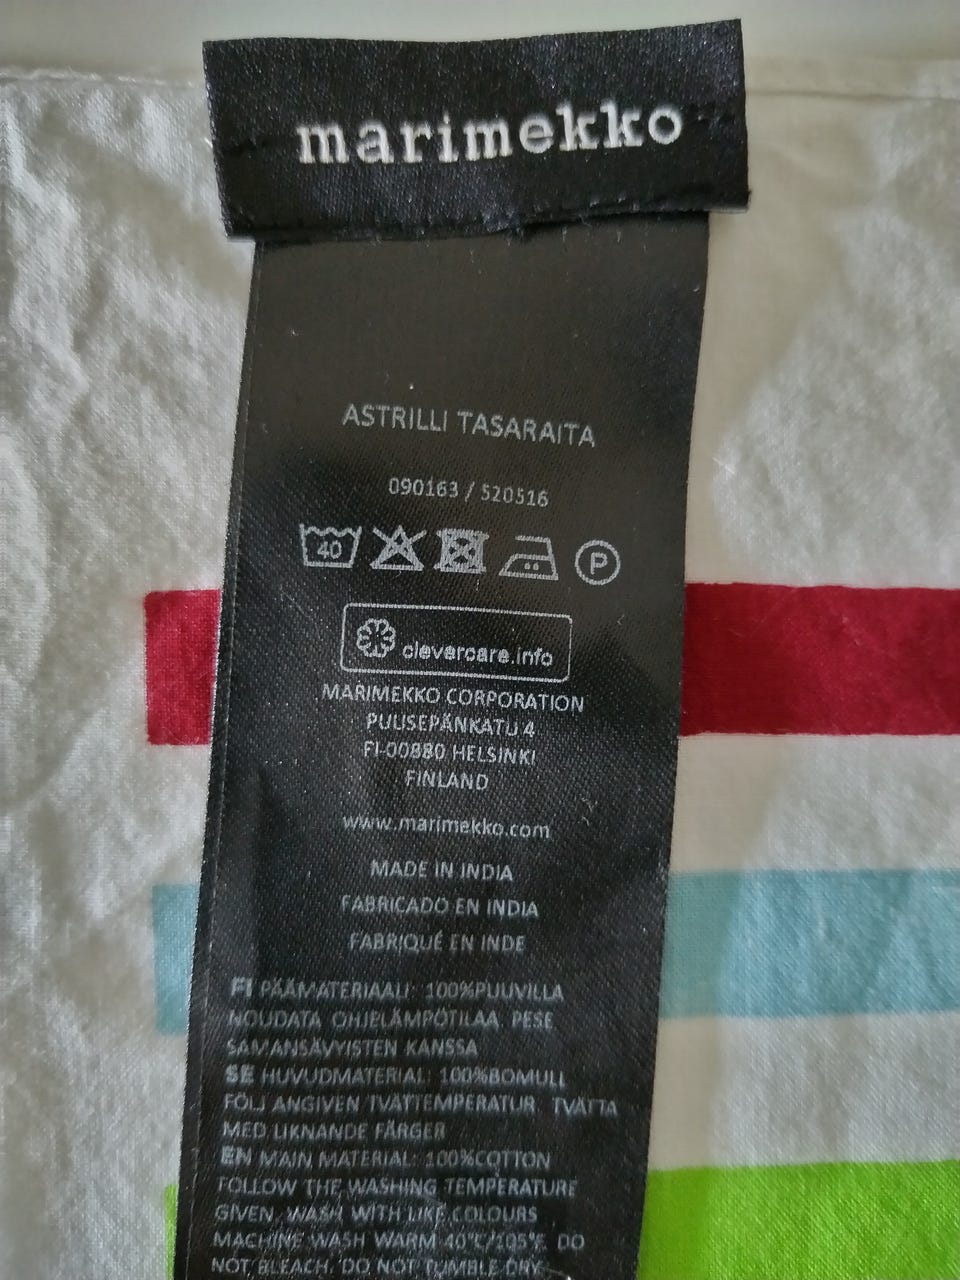 marimekko
ASTRILLI TASARAITA
090163 / 520516
40 P
clevercare.info
MARIMEKKO CORPORATION
PUUSEPÄNKATU 4
FI-00880 HELSINKI
FINLAND
www.marimekko.com
MADE IN INDIA
FABRICADO EN INDIA
FABRIQUÉ EN INDE
FI PÄÄMATERIAALI: 100%PUUVILLA
NOUDATA OHJELÄMPÖTILAA. PESE
SAMANSÄVYISTEN KANSSA
SE HUVUDMATERIAL: 100%BOMULL
FÖLJ ANGIVEN TVÄTTEMPERATUR TVÄTTA
MED LIKNANDE FÄRGER
EN MAIN MATERIAL: 100%COTTON
FOLLOW THE WASHING TEMPERATURE
GIVEN. WASH WITH LIKE COLOURS
MACHINE WASH WARM 40°C/105°F. DO
NOT BLEACH. DO NOT TUMBLE DRY.